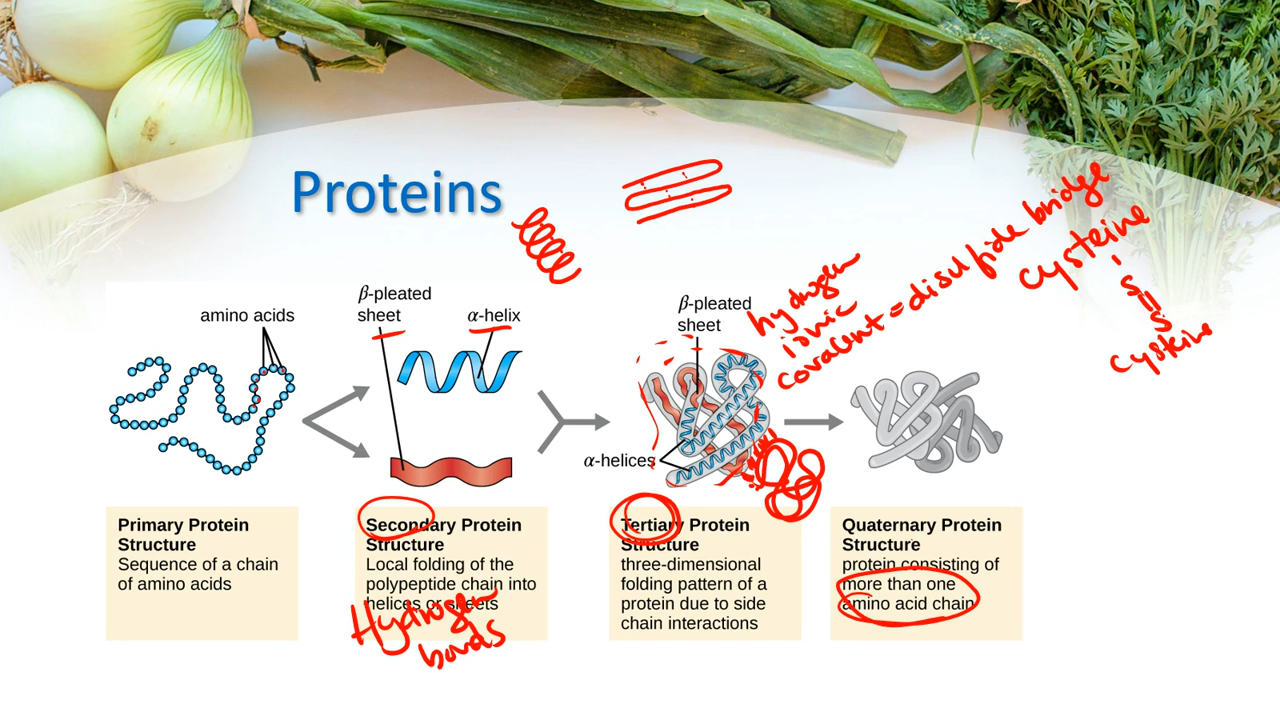 Proteins
amino acids
β-pleated
sheet
α-helix
β-pleated
sheet
α-helices
hydrogen
ionic
covalent = disulfide bridge
cysteine
S
S
cysteine
Primary Protein
Structure
Sequence of a chain
of amino acids
Secondary Protein
Structure
Local folding of the
polypeptide chain into
helices or sheets
Hydrogen
bonds
Tertiary Protein
Structure
three-dimensional
folding pattern of a
protein due to side
chain interactions
Quaternary Protein
Structure
protein consisting of
more than one
amino acid chain